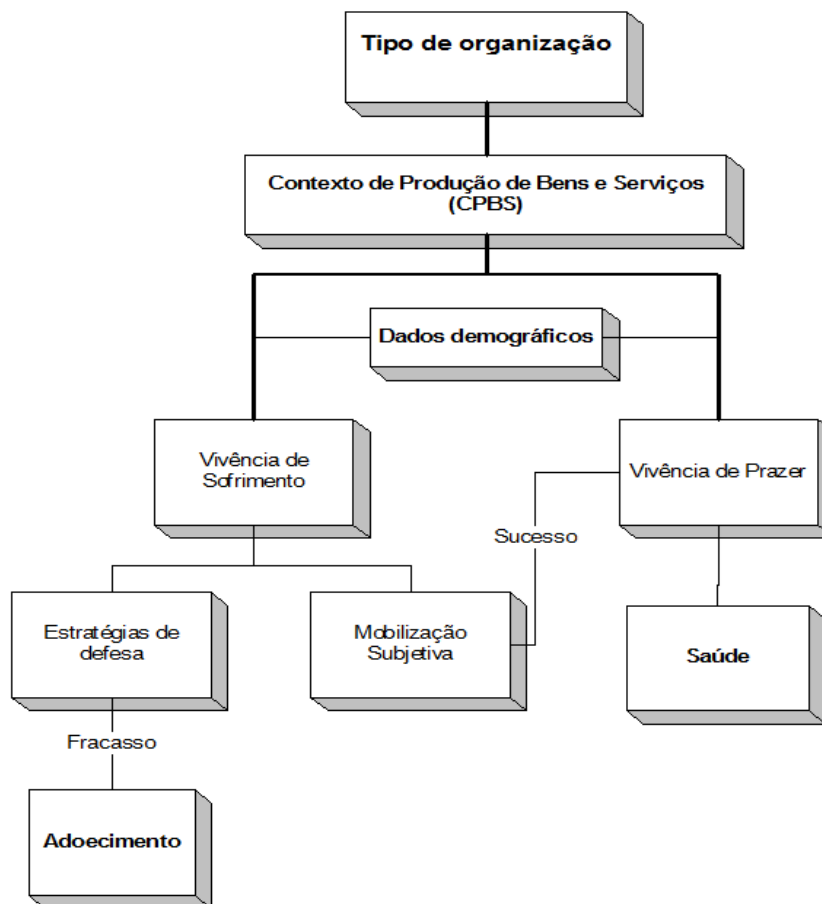 Tipo de organização
Contexto de Produção de Bens e Serviços
(CPBS)
Dados demográficos
Vivência de
Sofrimento
Vivência de Prazer
Sucesso
Estratégias de
defesa
Mobilização
Subjetiva
Saúde
Fracasso
Adoecimento